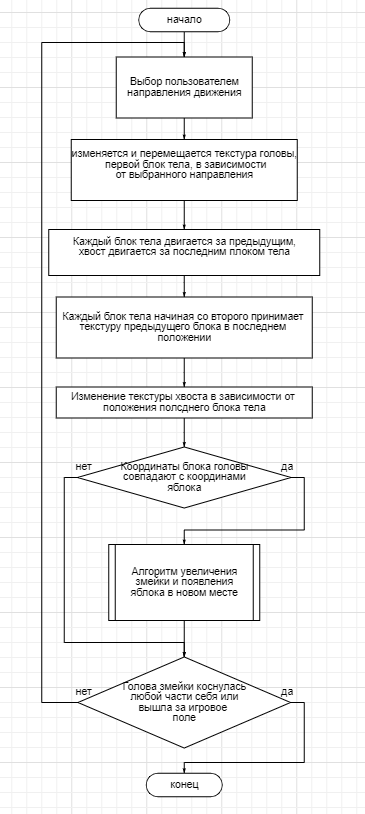 начало
Выбор пользователем
направления движения
изменяется и перемещается текстура головы,
первой блок тела, в зависимости
от выбранного направления
Каждый блок тела двигается за предыдущим,
хвост двигается за последним плоком тела
Каждый блок тела начиная со второго принимает
текстуру предыдущего блока в последнем
положении
Изменение текстуры хвоста в зависимости от
положения полсднего блока тела
нет
Координаты блока головы
совпадают с координами
яблока
да
Алгоритм увеличения
змейки и появления
яблока в новом месте
нет
Голова змейки коснулась
любой части себя или
вышла за игровое
поле
да
конец